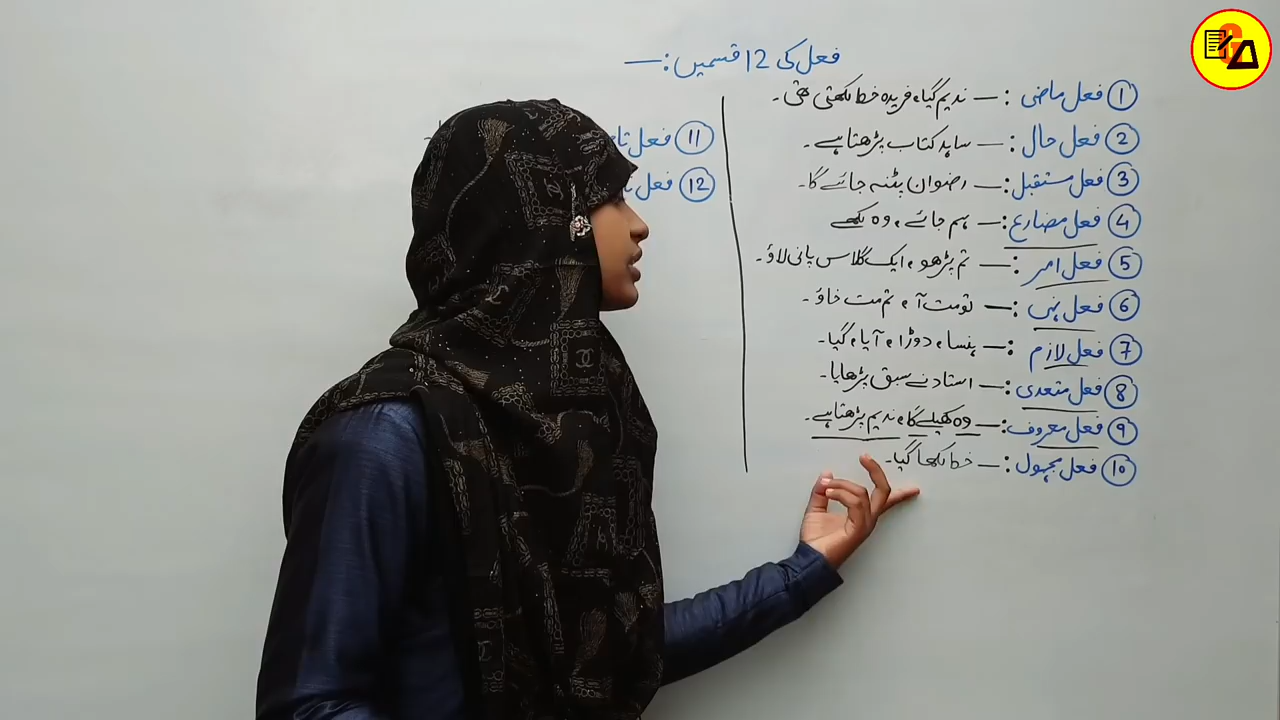 فعل کی 12 قسمیں :—
① فعل ماضی :— ندیم گیا، فریدہ خط لکھتی تھی۔
② فعل حال :— ساہد کتاب پڑھتا ہے۔
③ فعل مستقبل :— رضوان پٹنہ جائے گا۔
④ فعل مضارع :— ہم جائے، وہ لکھے
⑤ فعل امر :— تم پڑھو، ایک گلاس پانی لاؤ۔
⑥ فعل نہی :— تو مت آ، تم مت جاؤ۔
⑦ فعل لازم :— ہنسا، دوڑا، آیا، گیا۔
⑧ فعل متعدی :— استاد نے سبق پڑھایا۔
⑨ فعل معروف :— وہ کھیلے گا، ندیم پڑھتا ہے۔
⑩ فعل مجہول :— خط لکھا گیا۔
⑪ فعل
⑫ فعل